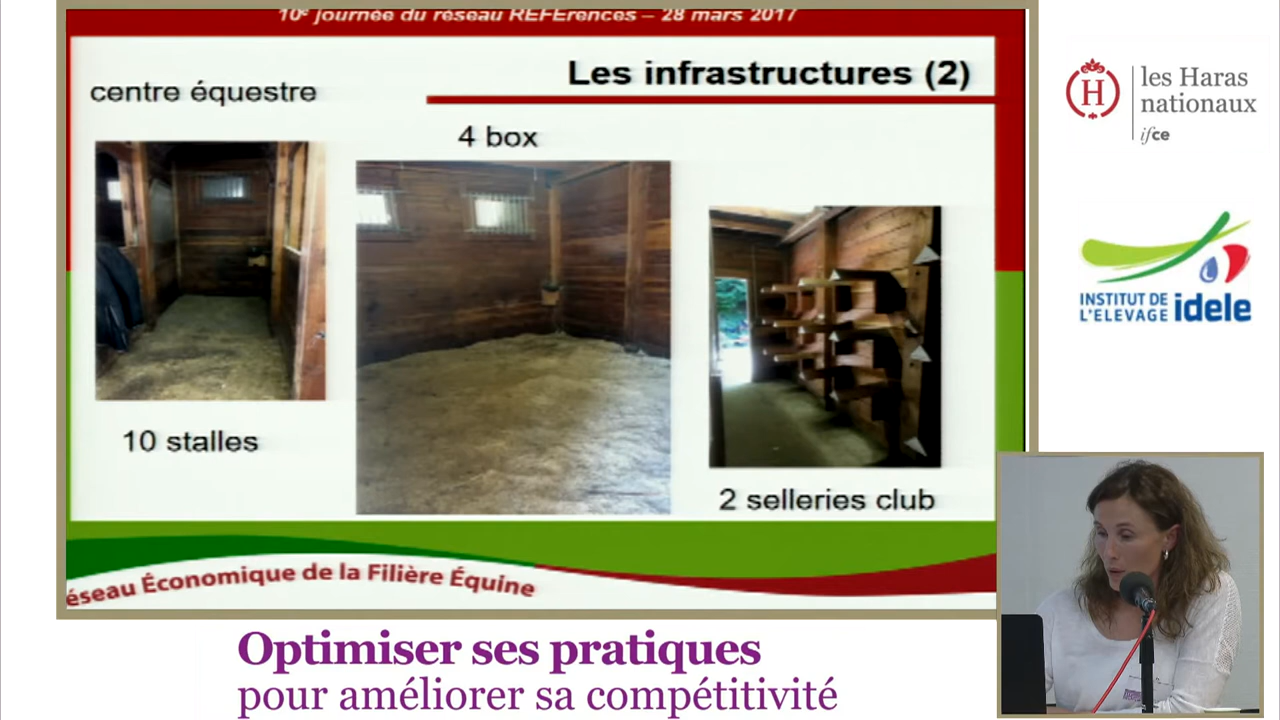 10e journée du réseau REFErences – 28 mars 2017
Les infrastructures (2)
centre équestre
4 box
10 stalles
2 selleries club
éseau Économique de la Filière Équine
les Haras
nationaux
ifce
H
INSTITUT DE
L'ELEVAGE idele
Optimiser ses pratiques
pour améliorer sa compétitivité